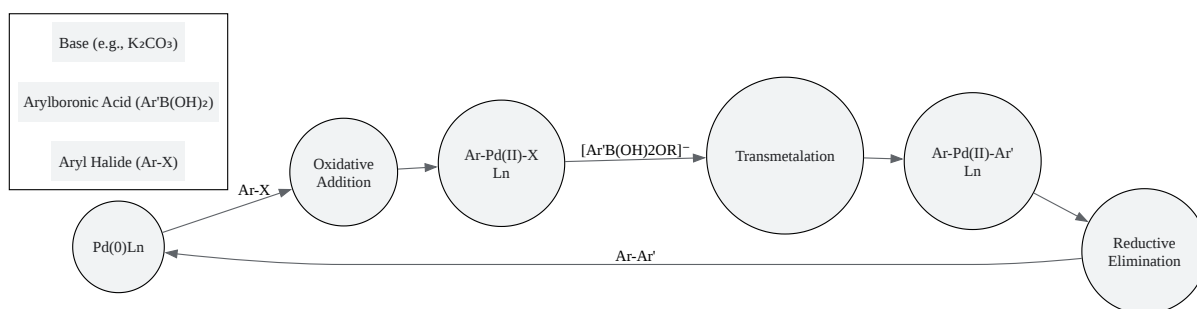 Base (e.g., K₂CO₃)
Arylboronic Acid (Ar'B(OH)₂)
Aryl Halide (Ar-X)
Pd(0)Ln
Ar-X
Oxidative
Addition
Ar-Pd(II)-X
Ln
[Ar'B(OH)2OR]⁻
Transmetalation
Ar-Pd(II)-Ar'
Ln
Reductive
Elimination
Ar-Ar'